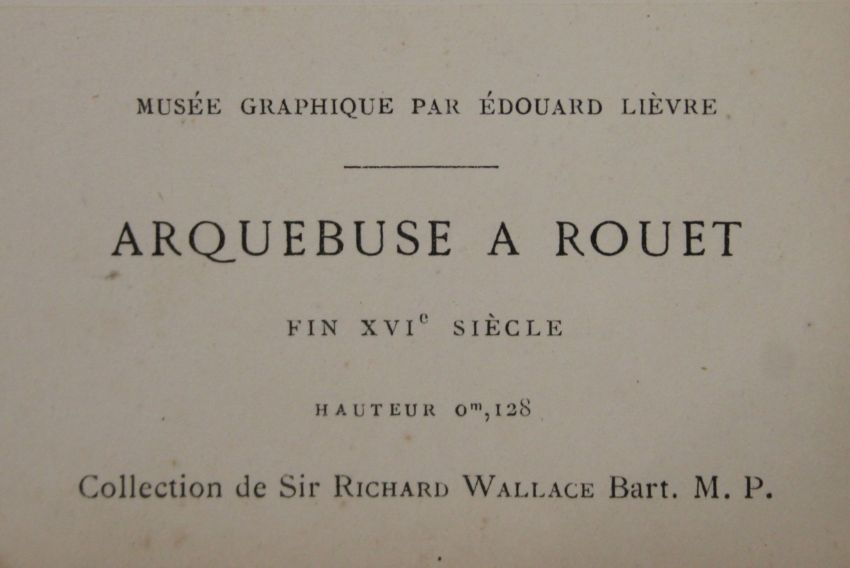 MUSÉE GRAPHIQUE PAR ÉDOUARD LIÈVRE
ARQUEBUSE A ROUET
FIN XVIe SIÈCLE
HAUTEUR 0m,128
Collection de Sir RICHARD WALLACE Bart. M. P.